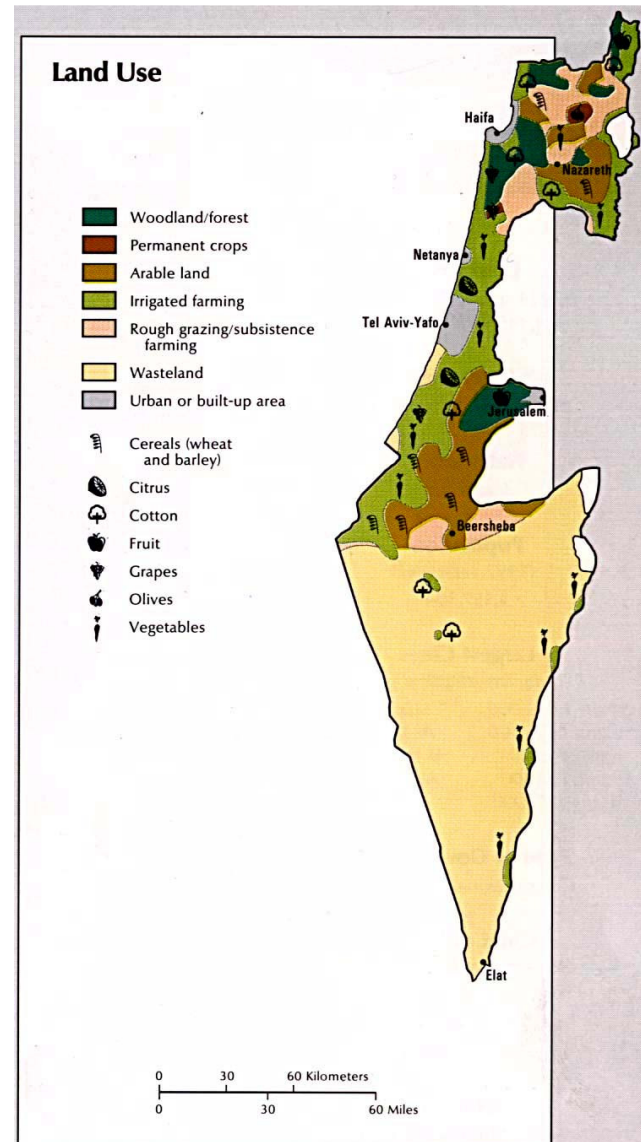 Land Use
Woodland/forest
Permanent crops
Arable land
Irrigated farming
Rough grazing/subsistence
farming
Wasteland
Urban or built-up area
Cereals (wheat
and barley)
Citrus
Cotton
Fruit
Grapes
Olives
Vegetables
Haifa
Nazareth
Netanya
Tel Aviv-Yafo
Jerusalem
Beersheba
Elat
0 30 60 Kilometers
0 30 60 Miles